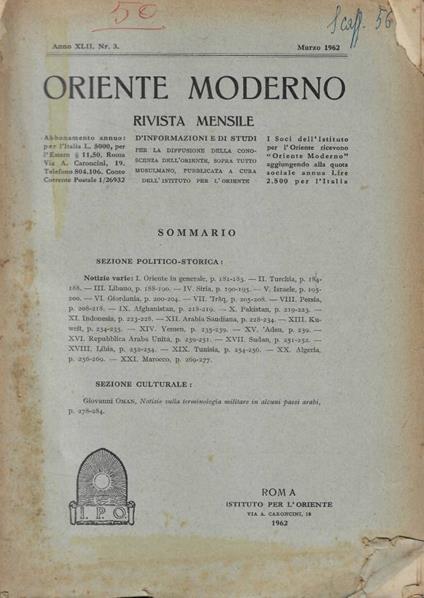 50
Scaff. 56
Anno XLII. Nr. 3.
Marzo 1962
ORIENTE MODERNO
RIVISTA MENSILE
D'INFORMAZIONI E DI STUDI
PER LA DIFFUSIONE DELLA CONO-
SCENZA DELL'ORIENTE, SOPRA TUTTO
MUSULMANO, PUBBLICATA A CURA
DELL'ISTITUTO PER L'ORIENTE
Abbonamento annuo:
per l'Italia L. 8000, per
l'Estero $ 11,50. Roma
Via A. Caroncini, 19.
Telefono 804.106. Conto
Corrente Postale 1/26932
I Soci dell'Istituto
per l'Oriente ricevono
"Oriente Moderno"
aggiungendo alla quota
sociale annua Lire
2.500 per l'Italia
SOMMARIO
SEZIONE POLITICO-STORICA:
Notizie varie: I. Oriente in generale, p. 181-183. — II. Turchia, p. 184-
188. — III. Libano, p. 188-190. — IV. Siria, p. 190-195. — V. Israele, p. 195-
200. — VI. Giordania, p. 200-204. — VII. 'Irāq, p. 205-208. — VIII. Persia,
p. 208-218. — IX. Afghanistan, p. 218-219. — X. Pakistan, p. 219-223. —
XI. Indonesia, p. 223-228. — XII. Arabia Saudiana, p. 228-234. — XIII. Ku-
weit, p. 234-235. — XIV. Yemen, p. 235-239. — XV. 'Aden, p. 239. —
XVI. Repubblica Araba Unita, p. 239-251. — XVII. Sudan, p. 251-252. —
XVIII. Libia, p. 252-254. — XIX. Tunisia, p. 254-256. — XX. Algeria,
p. 256-269. — XXI. Marocco, p. 269-277.
SEZIONE CULTURALE:
Giovanni OMAN, Notizie sulla terminologia militare in alcuni paesi arabi,
p. 278-284.
I.P.O.
ROMA
ISTITUTO PER L'ORIENTE
VIA A. CARONCINI, 19
1962